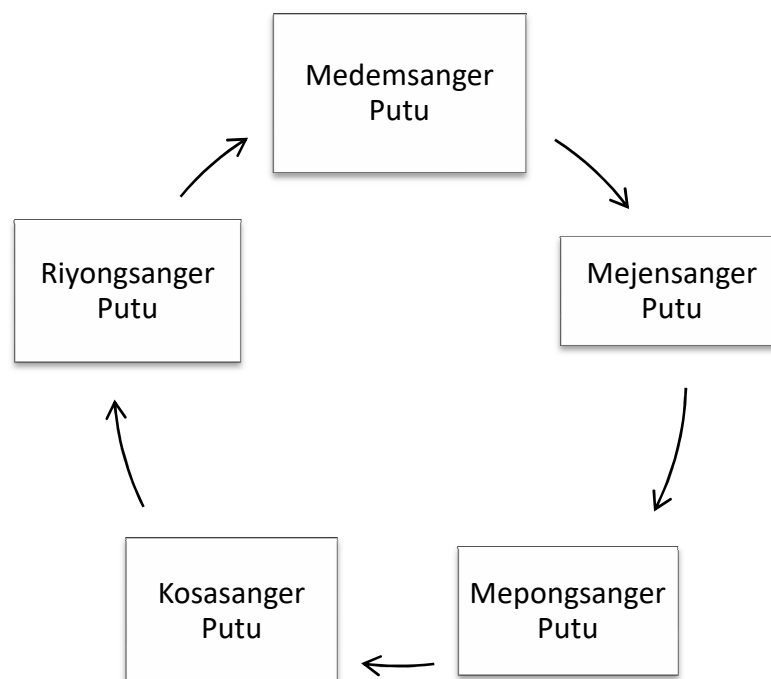 Medemsanger
Putu
Mejensanger
Putu
Mepongsanger
Putu
Kosasanger
Putu
Riyongsanger
Putu